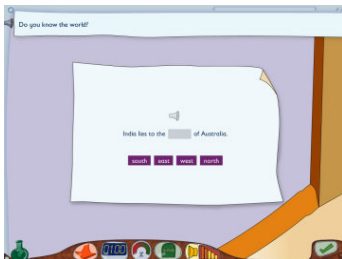 Do you know the world?
India lies to the
of Australia.
south east west north